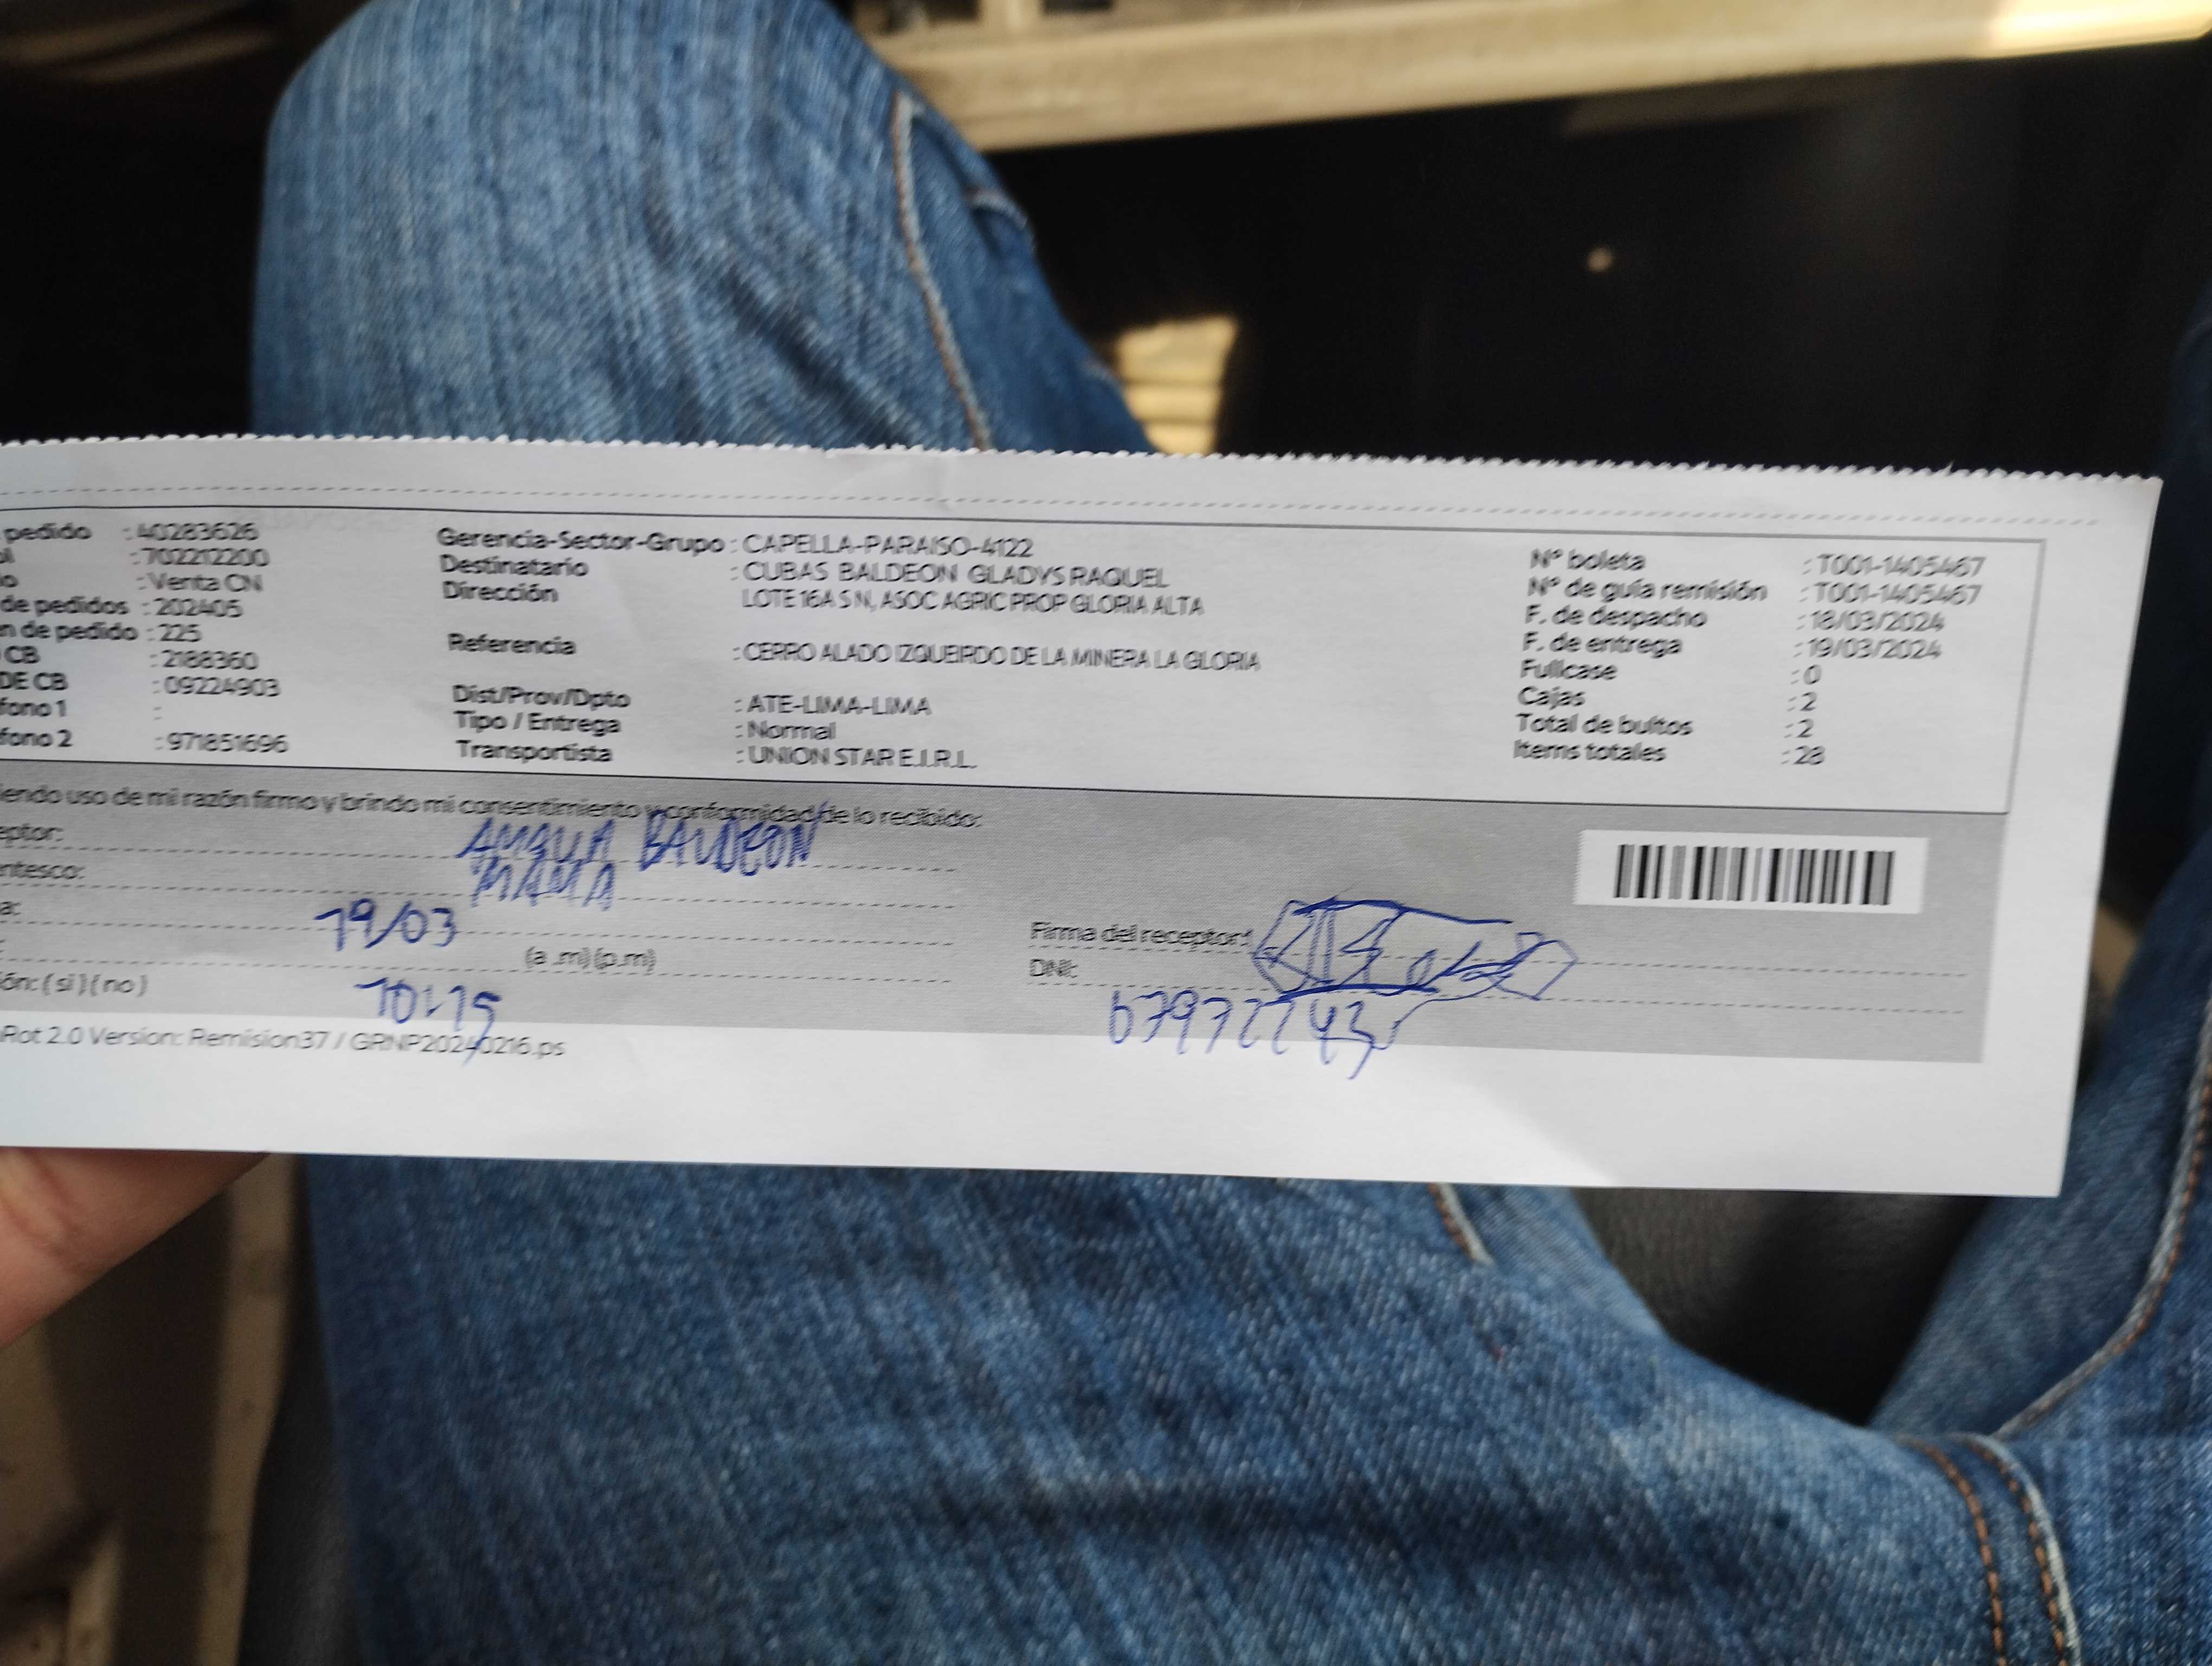 pedido : 40283626
ol : 702212200
o : Venta CN
de pedidos : 202405
n de pedido : 225
CB : 2188360
DE CB : 09224903
fono 1 :
fono 2 : 971851696
Gerencia-Sector-Grupo : CAPELLA-PARAISO-4122
Destinatario : CUBAS BALDEON GLADYS RAQUEL
Dirección LOTE 16A S N, ASOC AGRIC PROP GLORIA ALTA
Referencia : CERRO ALADO IZQUEIRDO DE LA MINERA LA GLORIA
Dist/Prov/Dpto : ATE-LIMA-LIMA
Tipo / Entrega : Normal
Transportista : UNION STAR E.I.R.L.
Nº boleta : T001-1405467
Nº de guía remisión : T001-1405467
F. de despacho : 18/03/2024
F. de entrega : 19/03/2024
Fullcase : 0
Cajas : 2
Total de bultos : 2
Items totales : 28
iendo uso de mi razón firmo y brindo mi consentimiento y conformidad de lo recibido:
eptor: BALDEON
ntesco: MAMA
a: 19/03
: (a .m) (p.m)
ón: ( si ) ( no ) 10:15
Firma del receptor:
DNI:
Rot 2.0 Version: Remision37 / GRNP20240216.ps